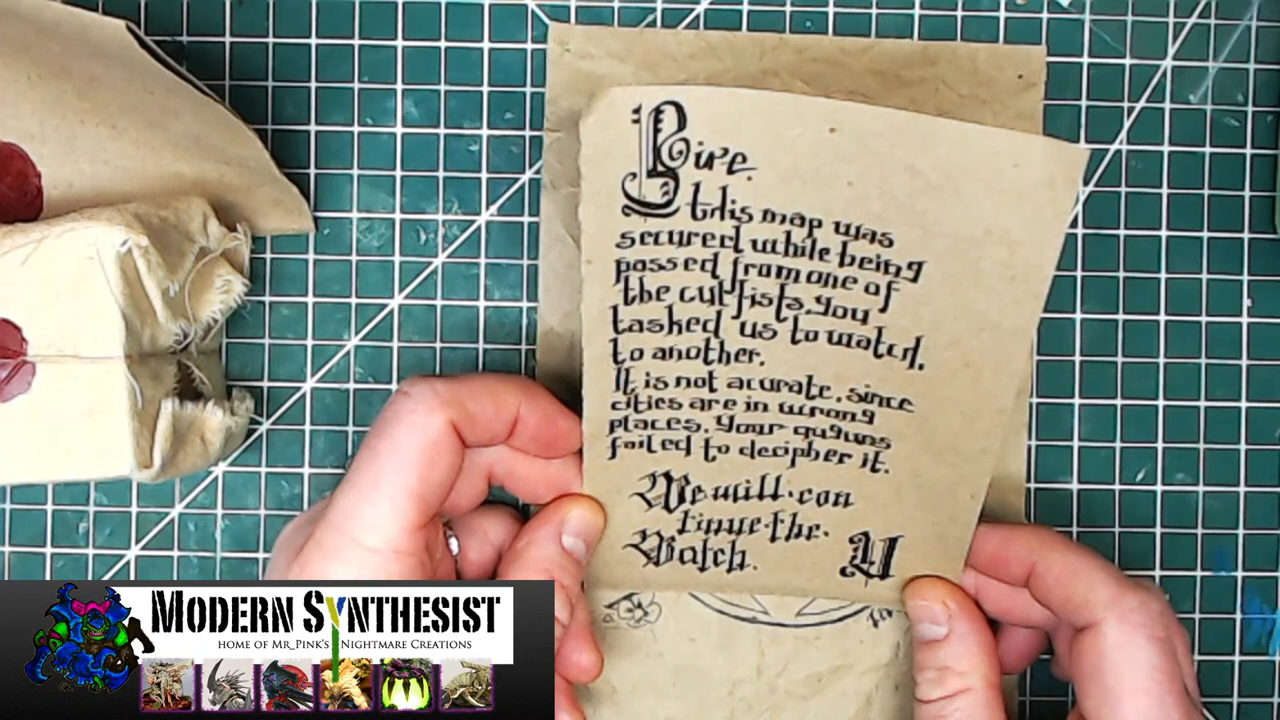 Sire.
this map was
secured while being
passed from one of
the cultists, you
tasked us to watch,
to another.
It is not acurate, since
cities are in wrong
places. Your
failed to decipher it.
We will con
tinue the
Watch. U
MODERN SYNTHESIST
HOME OF MR_PINK'S NIGHTMARE CREATIONS